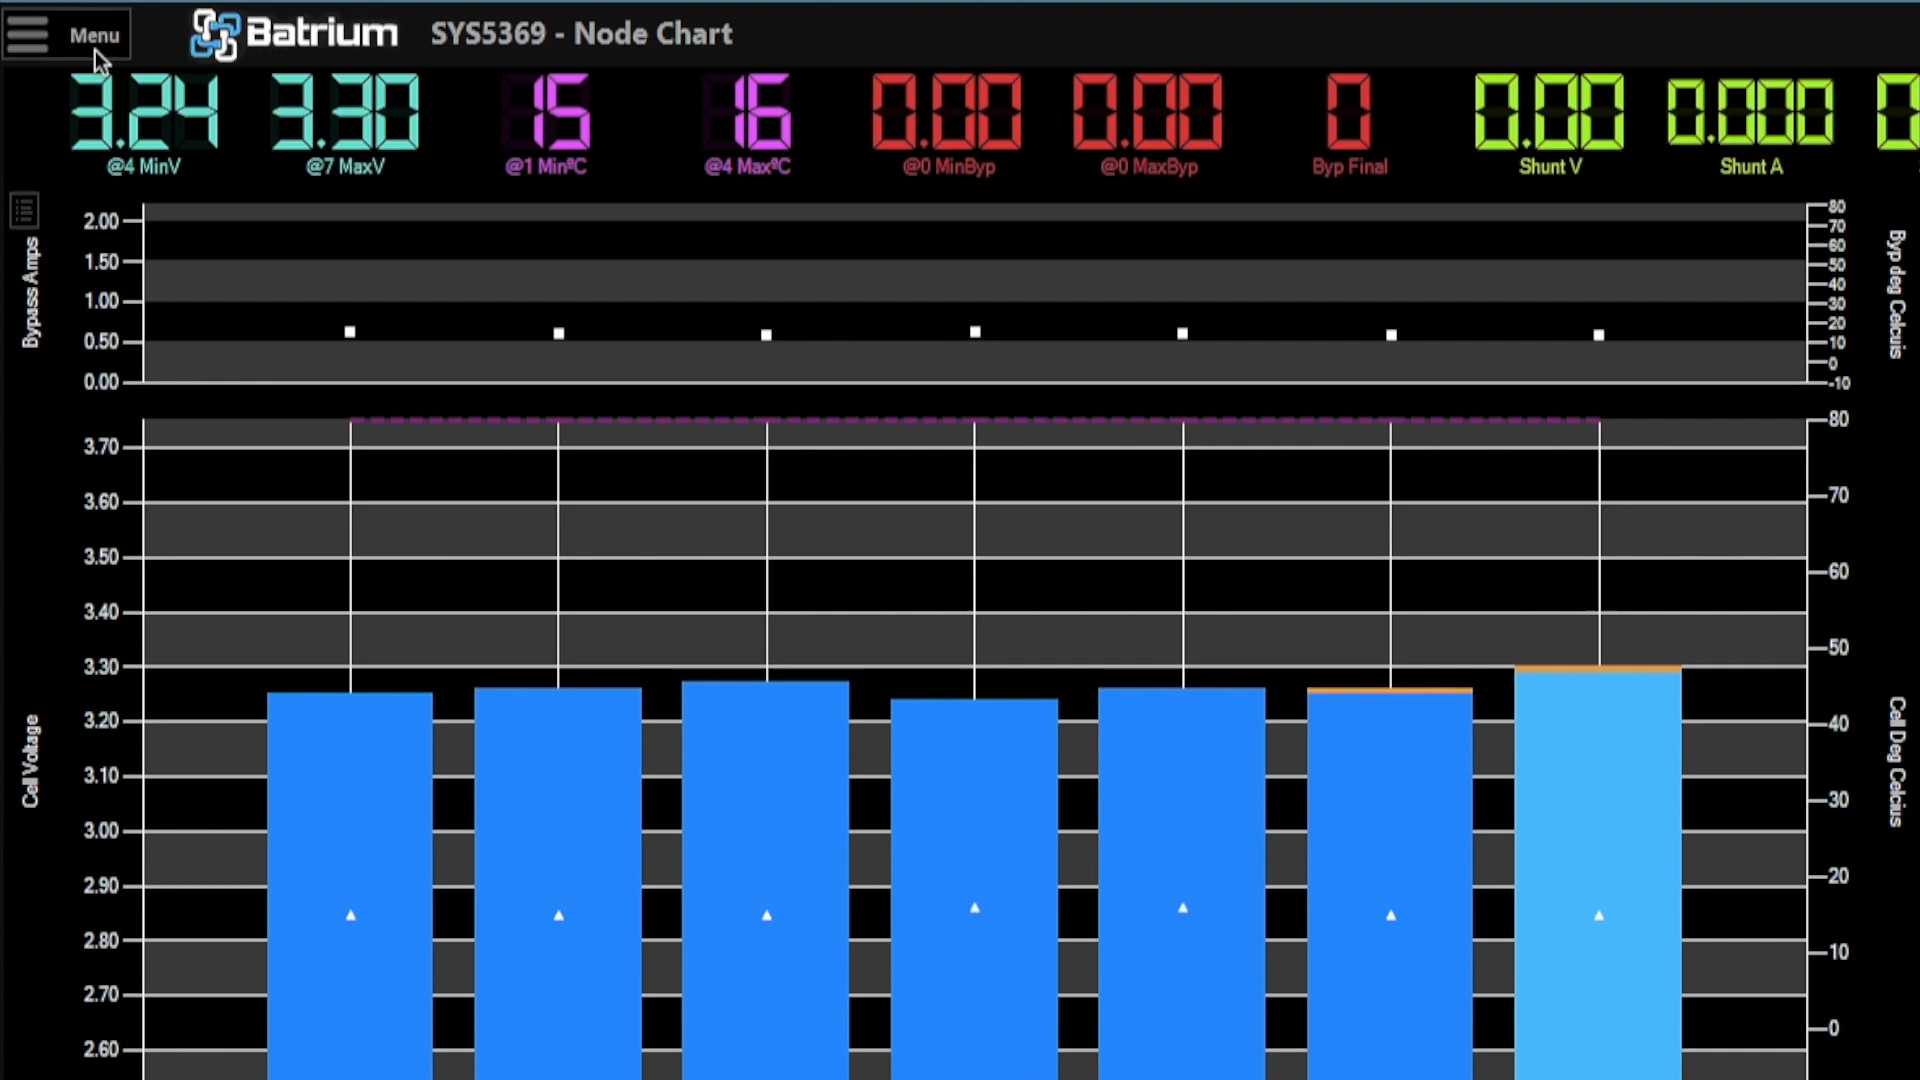 Menu
Batrium
SYS5369 - Node Chart
3.24
3.30
15
16
0.00
0.00
0
0.00
0.000
0
@4 MinV
@7 MaxV
@1 MinºC
@4 MaxºC
@0 MinByp
@0 MaxByp
Byp Final
Shunt V
Shunt A
Bypass Amps
2.00
1.50
1.00
0.50
0.00
80
70
60
50
40
30
20
10
0
-10
Byp deg Celcuis
Cell Voltage
3.70
3.60
3.50
3.40
3.30
3.20
3.10
3.00
2.90
2.80
2.70
2.60
80
70
60
50
40
30
20
10
0
Cell Deg Celcius